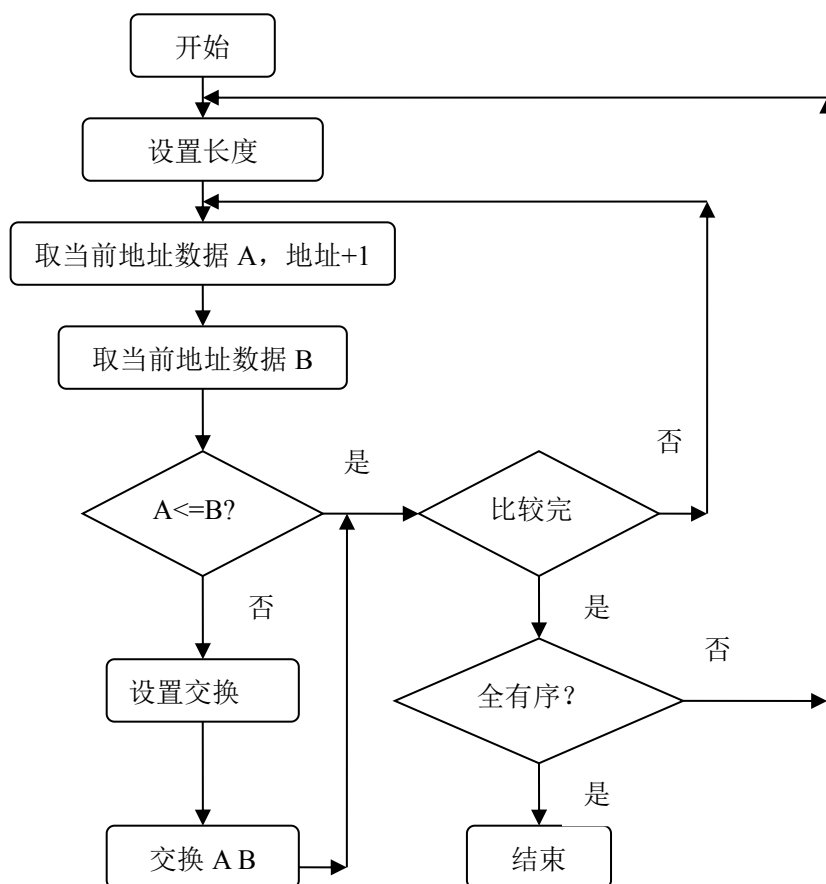 开始
设置长度
取当前地址数据 A，地址+1
取当前地址数据 B
是
否
A<=B?
比较完
否
是
设置交换
否
全有序？
是
交换 A B
结束